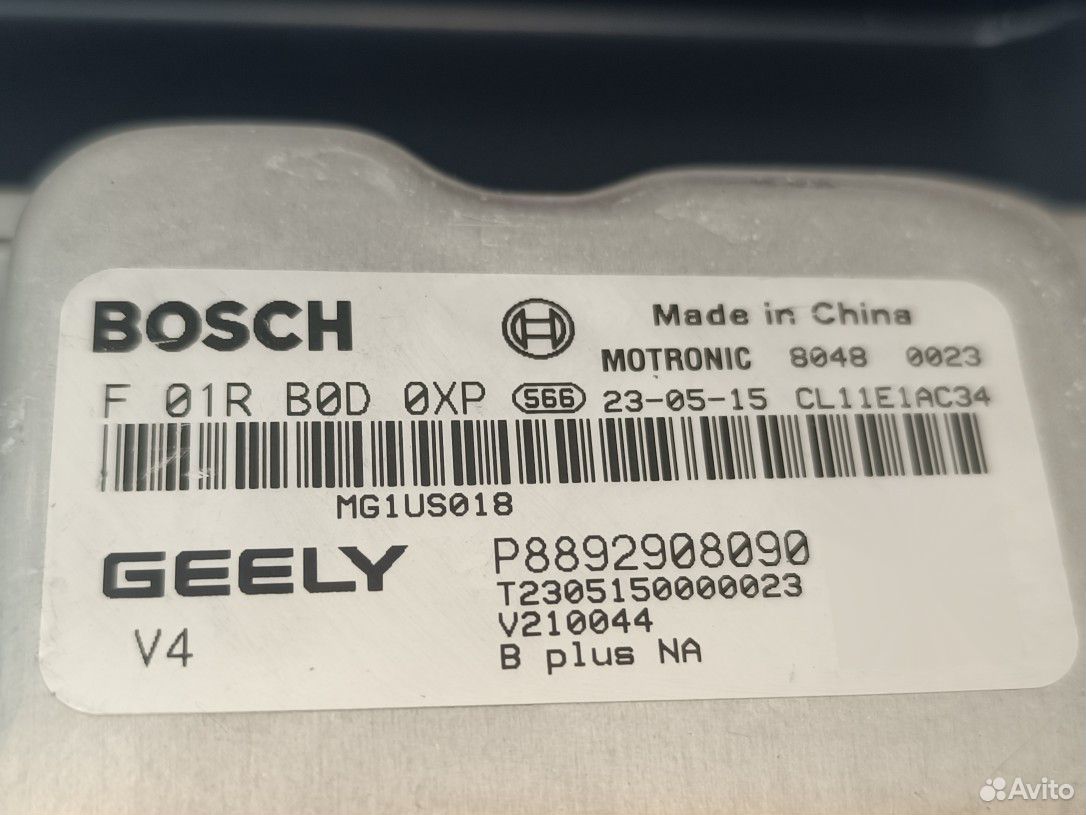 BOSCH
Made in China
MOTRONIC 8048 0023
F 01R B0D 0XP S66 23-05-15 CL11E1AC34
MG1US018
GEELY P8892908090
T2305150000023
V210044
V4
B plus NA
Avito